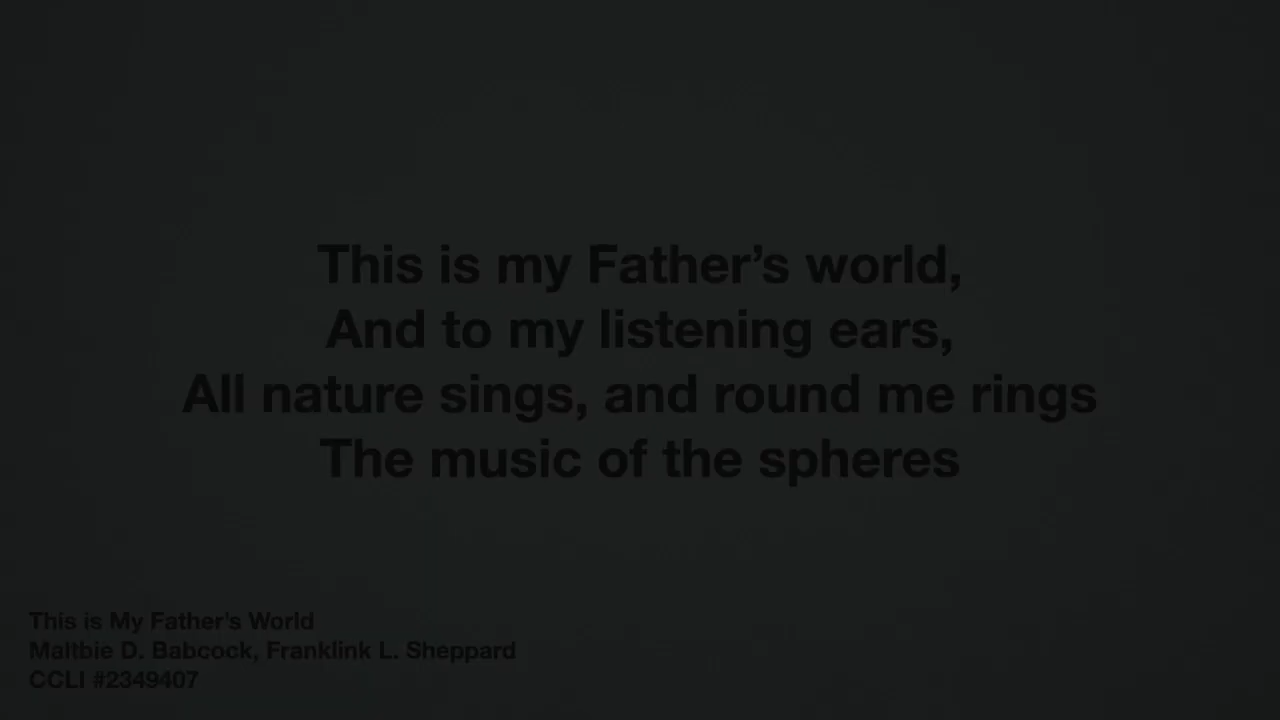 This is my Father’s world,
And to my listening ears,
All nature sings, and round me rings
The music of the spheres
This is My Father’s World
Maltbie D. Babcock, Franklink L. Sheppard
CCLI #2349407